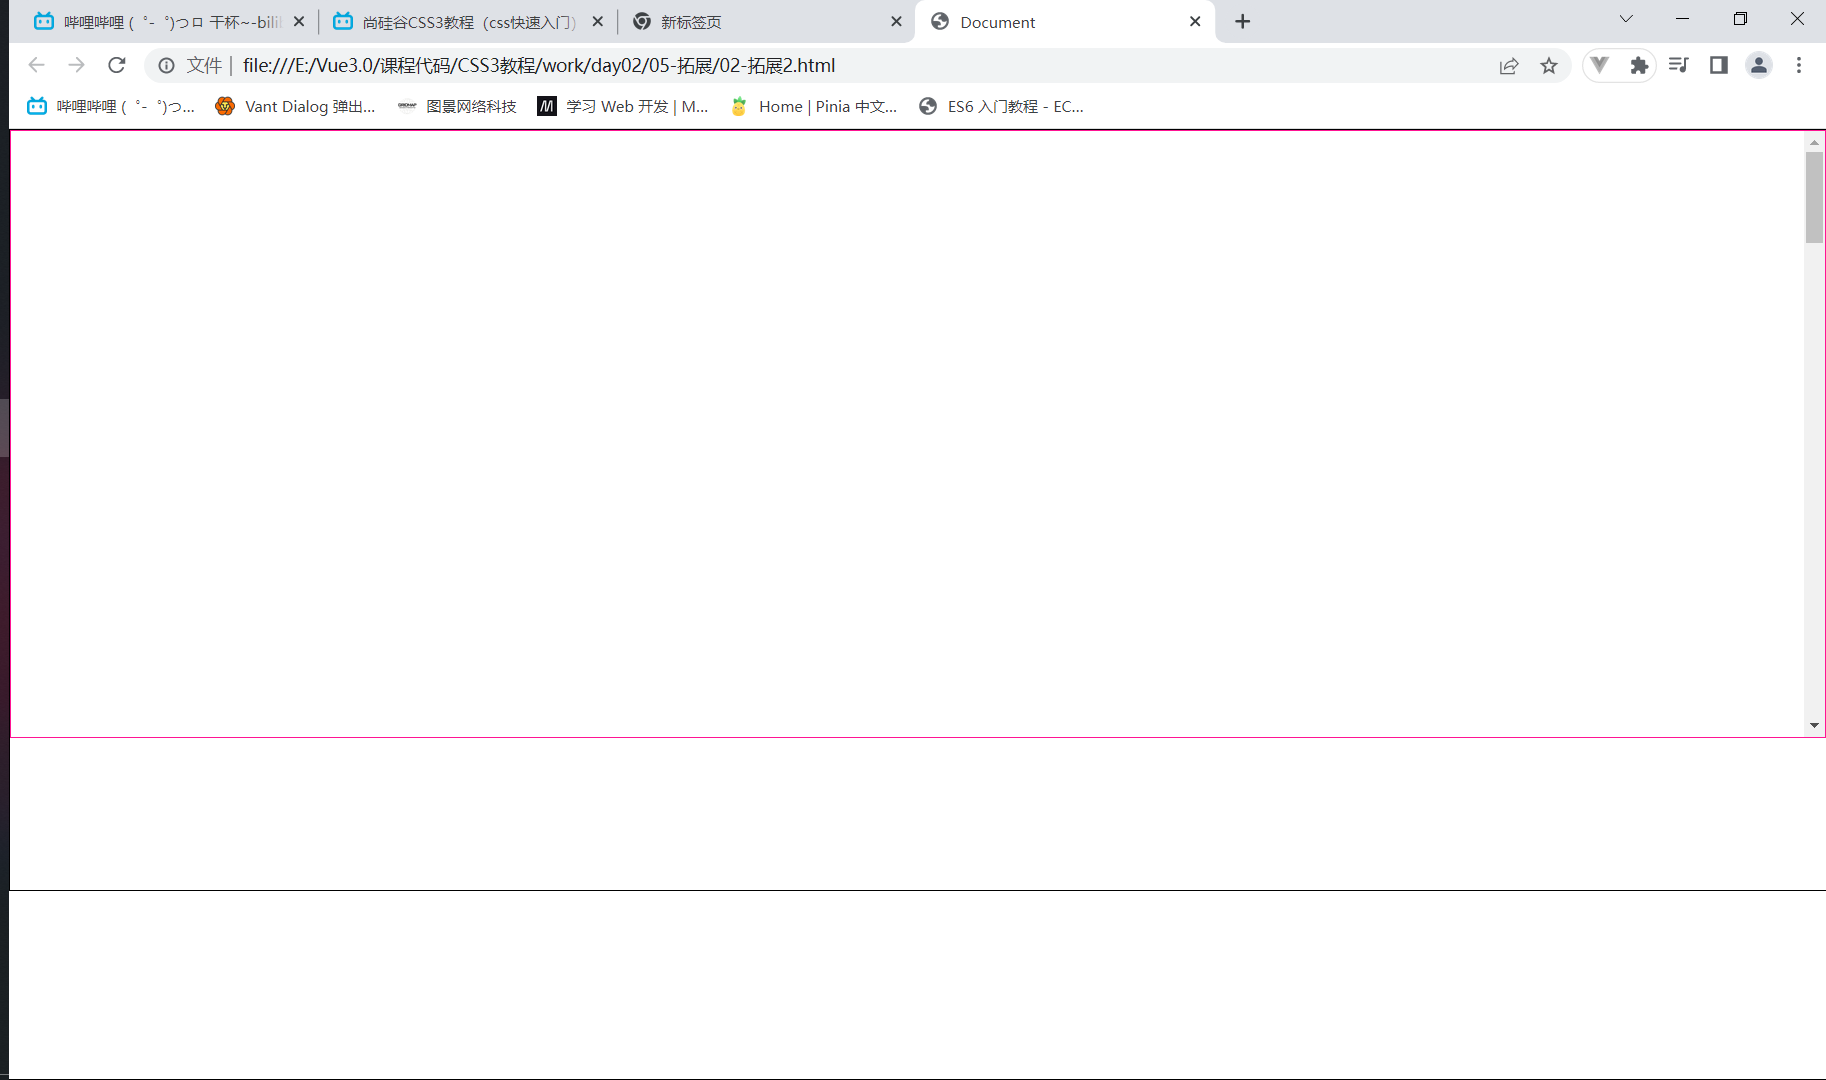 哔哩哔哩 (゜-゜)つロ 干杯~-bili
尚硅谷CSS3教程（css快速入门）
新标签页
Document
文件 | file:///E:/Vue3.0/课程代码/CSS3教程/work/day02/05-拓展/02-拓展2.html
哔哩哔哩 (゜-゜)つ...
Vant Dialog 弹出...
图景网络科技
学习 Web 开发 | M...
Home | Pinia 中文...
ES6 入门教程 - EC...